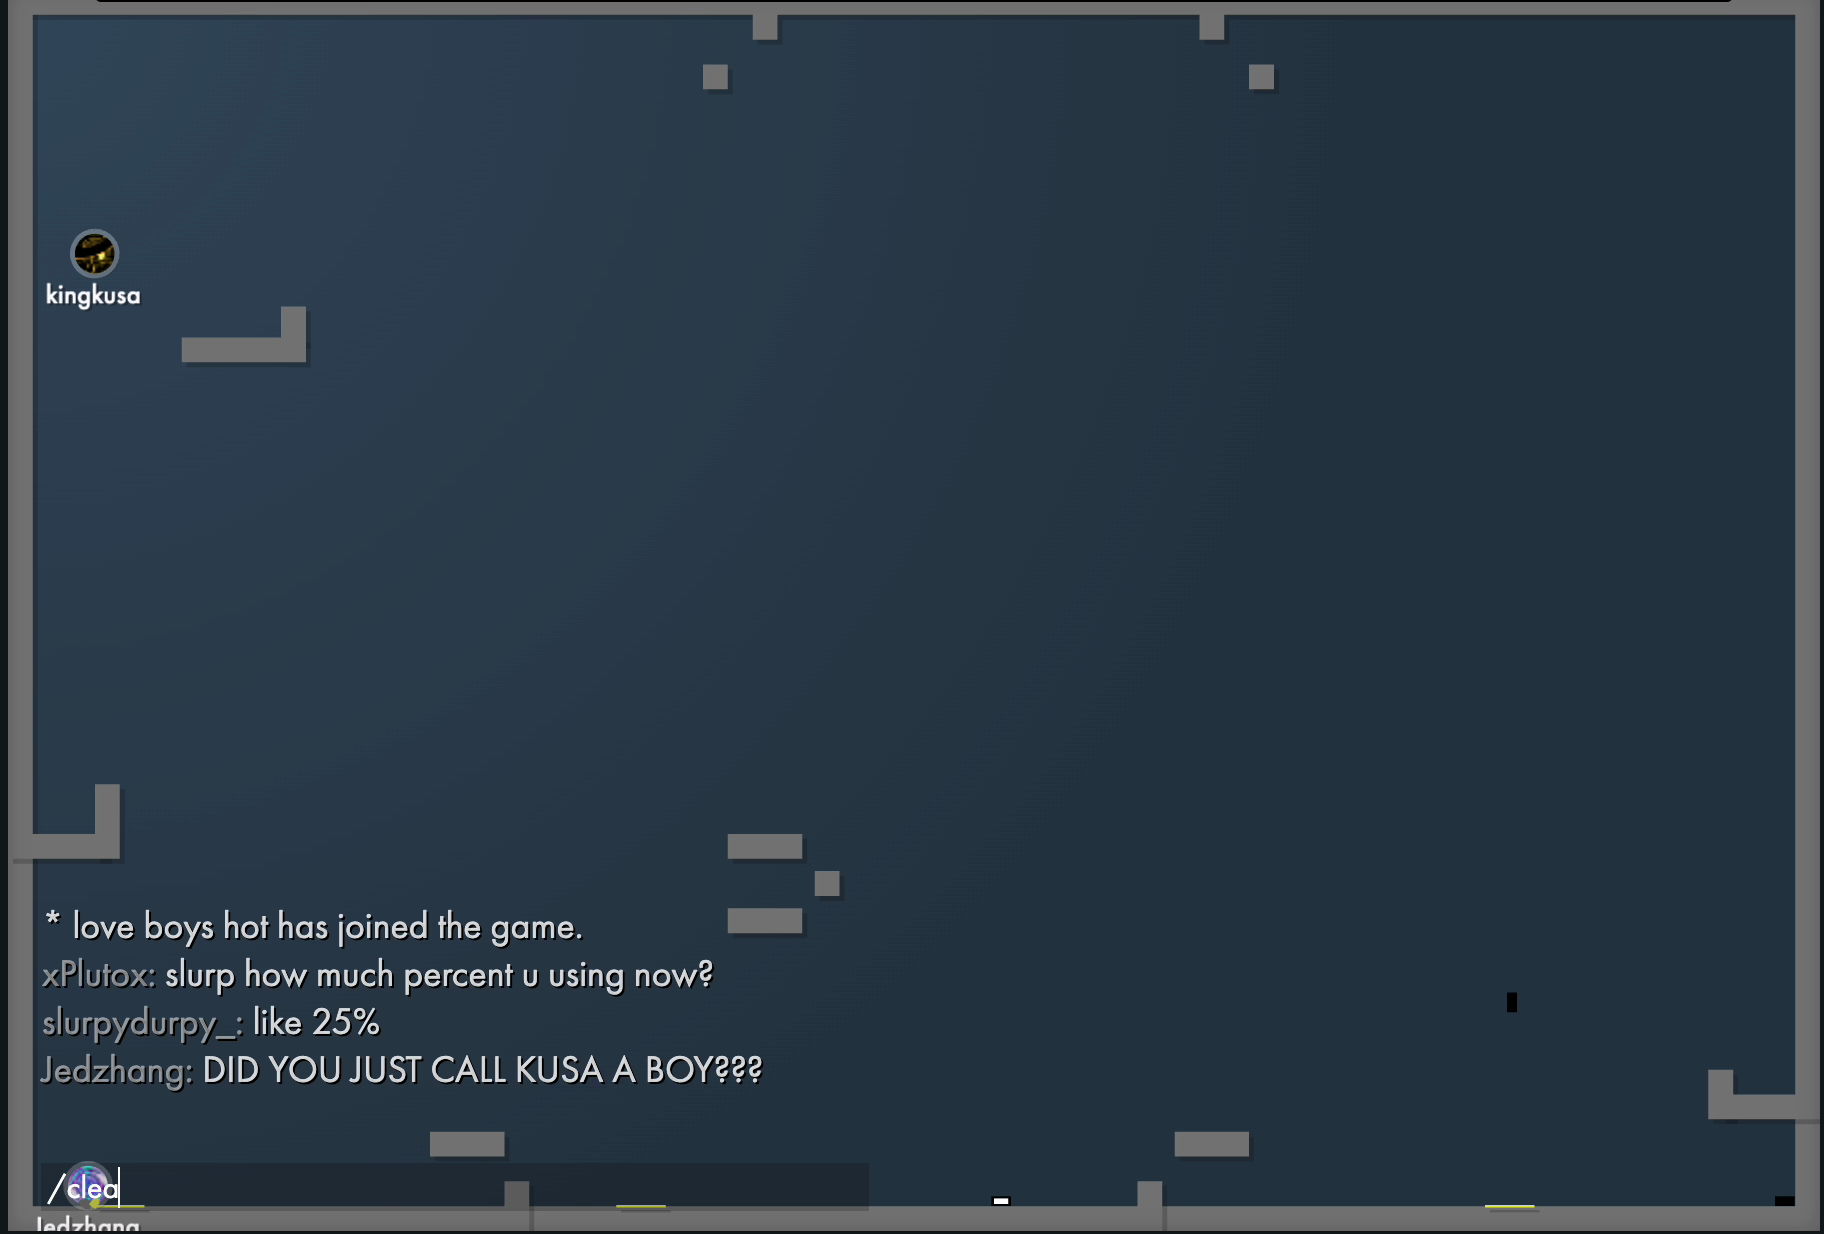 kingkusa
* love boys hot has joined the game.
xPlutox: slurp how much percent u using now?
slurpydurpy_: like 25%
Jedzhang: DID YOU JUST CALL KUSA A BOY???
/clea
Jedzhang